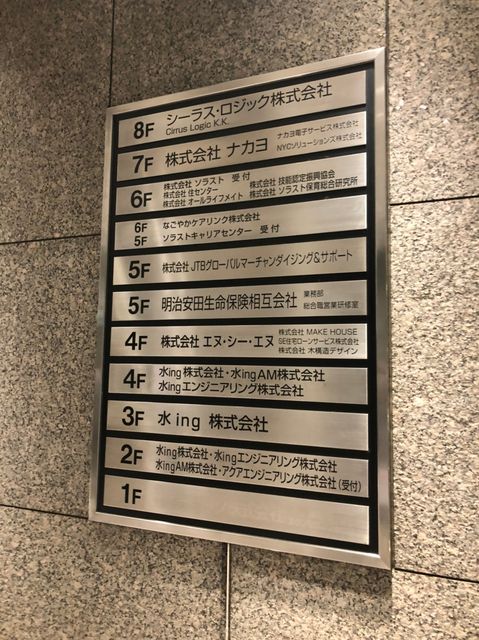 8F シーラス・ロジック株式会社
Cirrus Logic K.K.
7F 株式会社 ナカヨ
ナカヨ電子サービス株式会社
NYCソリューションズ株式会社
6F 株式会社 ソラスト 受付
株式会社 住センター 株式会社 技能認定振興協会
株式会社 オールライフメイト 株式会社 ソラスト保育総合研究所
6F なごやかケアリンク株式会社
5F ソラストキャリアセンター 受付
5F 株式会社 JTBグローバルマーチャンダイジング&サポート
5F 明治安田生命保険相互会社
業務部
総合職営業研修室
4F 株式会社 エヌ・シー・エヌ
株式会社 MAKE HOUSE
SE住宅ローンサービス株式会社
株式会社 木構造デザイン
4F 水ing株式会社・水ingAM株式会社
水ingエンジニアリング株式会社
3F 水ing 株式会社
2F 水ing株式会社・水ingエンジニアリング株式会社
水ingAM株式会社・アクアエンジニアリング株式会社(受付)
1F